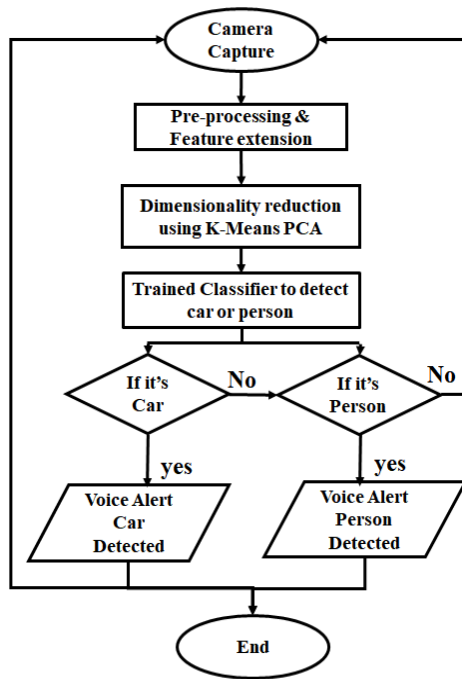 Camera
Capture
Pre-processing &
Feature extension
Dimensionality reduction
using K-Means PCA
Trained Classifier to detect
car or person
If it's
Car
No
If it's
Person
No
yes
yes
Voice Alert
Car
Detected
Voice Alert
Person
Detected
End